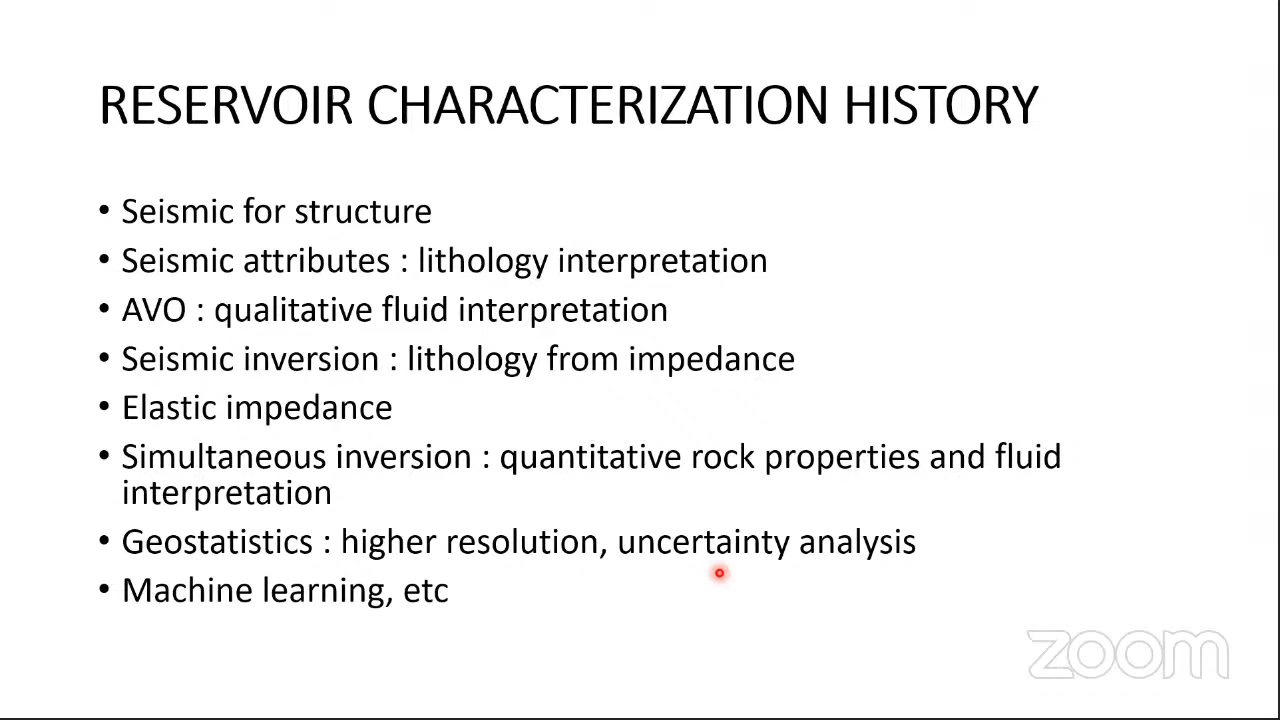 RESERVOIR CHARACTERIZATION HISTORY
• Seismic for structure
• Seismic attributes : lithology interpretation
• AVO : qualitative fluid interpretation
• Seismic inversion : lithology from impedance
• Elastic impedance
• Simultaneous inversion : quantitative rock properties and fluid
interpretation
• Geostatistics : higher resolution, uncertainty analysis
• Machine learning, etc
zoom